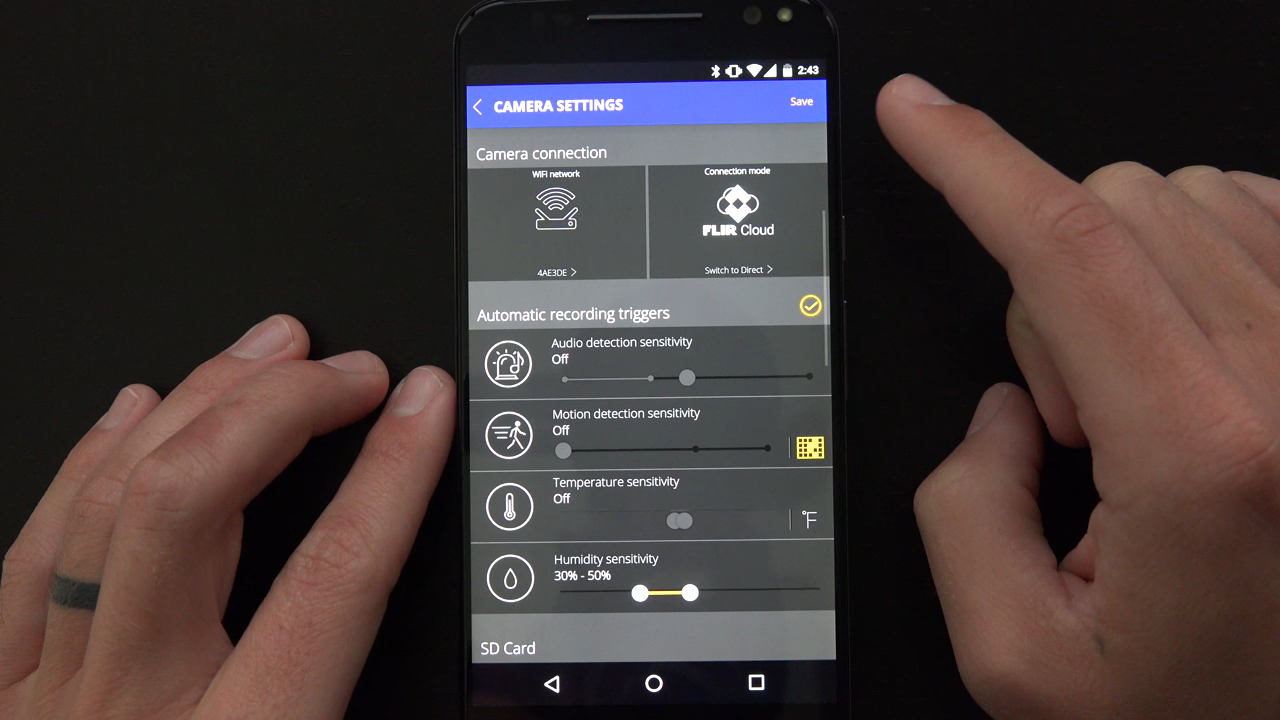 2:43
CAMERA SETTINGS
Save
Camera connection
WiFi network
Connection mode
FLIR Cloud
4AE3DE >
Switch to Direct >
Automatic recording triggers
Audio detection sensitivity
Off
Motion detection sensitivity
Off
Temperature sensitivity
Off
°F
Humidity sensitivity
30% - 50%
SD Card